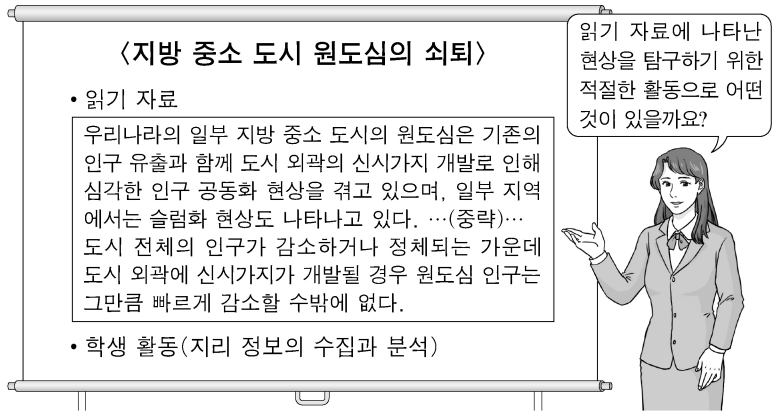 〈지방 중소 도시 원도심의 쇠퇴〉
• 읽기 자료
우리나라의 일부 지방 중소 도시의 원도심은 기존의
인구 유출과 함께 도시 외곽의 신시가지 개발로 인해
심각한 인구 공동화 현상을 겪고 있으며, 일부 지역
에서는 슬럼화 현상도 나타나고 있다. …(중략)…
도시 전체의 인구가 감소하거나 정체되는 가운데
도시 외곽에 신시가지가 개발될 경우 원도심 인구는
그만큼 빠르게 감소할 수밖에 없다.
• 학생 활동(지리 정보의 수집과 분석)
읽기 자료에 나타난
현상을 탐구하기 위한
적절한 활동으로 어떤
것이 있을까요?